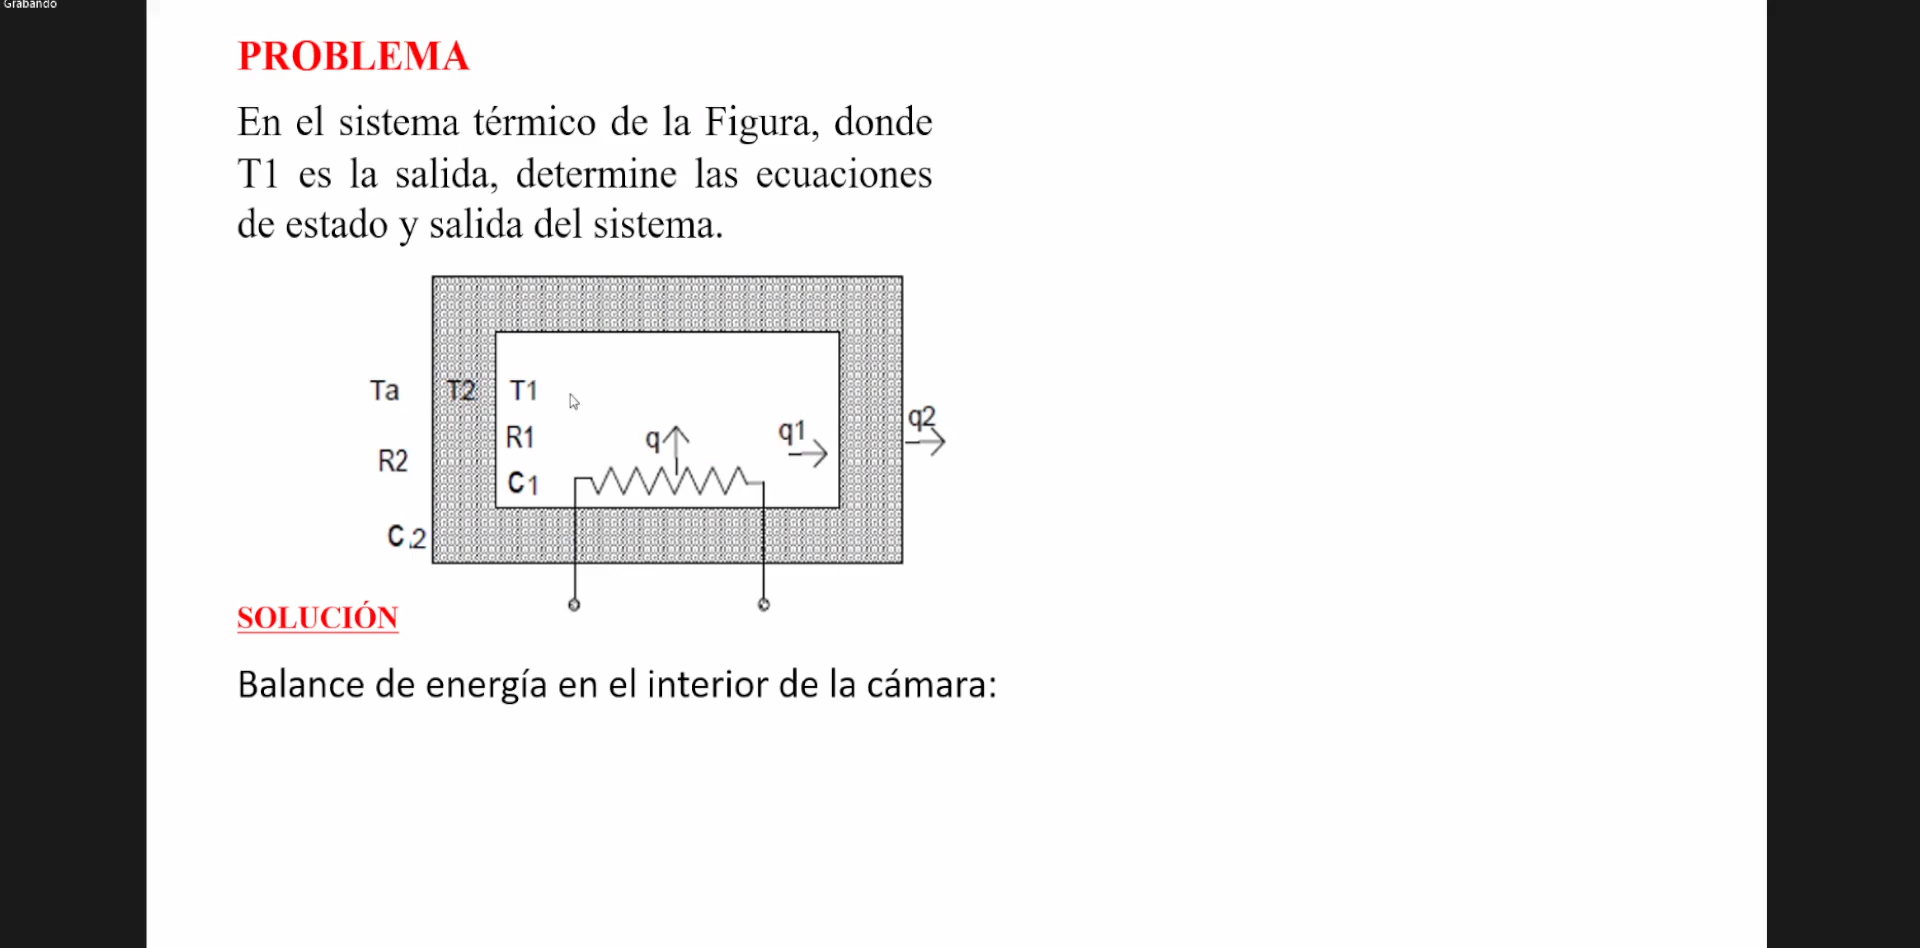 Grabando
PROBLEMA
En el sistema térmico de la Figura, donde
T1 es la salida, determine las ecuaciones
de estado y salida del sistema.
Ta T2 T1
R1
R2
C1
C.2
q
q1
q2
SOLUCIÓN
Balance de energía en el interior de la cámara: